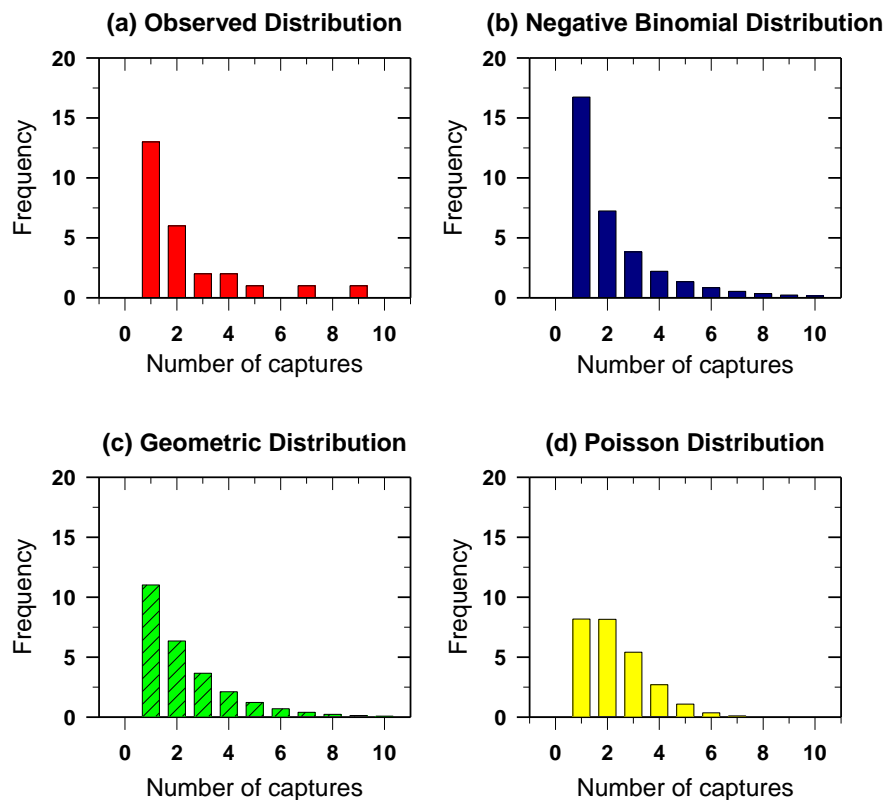 (a) Observed Distribution
20
15
10
5
0
Frequency
0 2 4 6 8 10
Number of captures
(b) Negative Binomial Distribution
20
15
10
5
0
Frequency
0 2 4 6 8 10
Number of captures
(c) Geometric Distribution
20
15
10
5
0
Frequency
0 2 4 6 8 10
Number of captures
(d) Poisson Distribution
20
15
10
5
0
Frequency
0 2 4 6 8 10
Number of captures